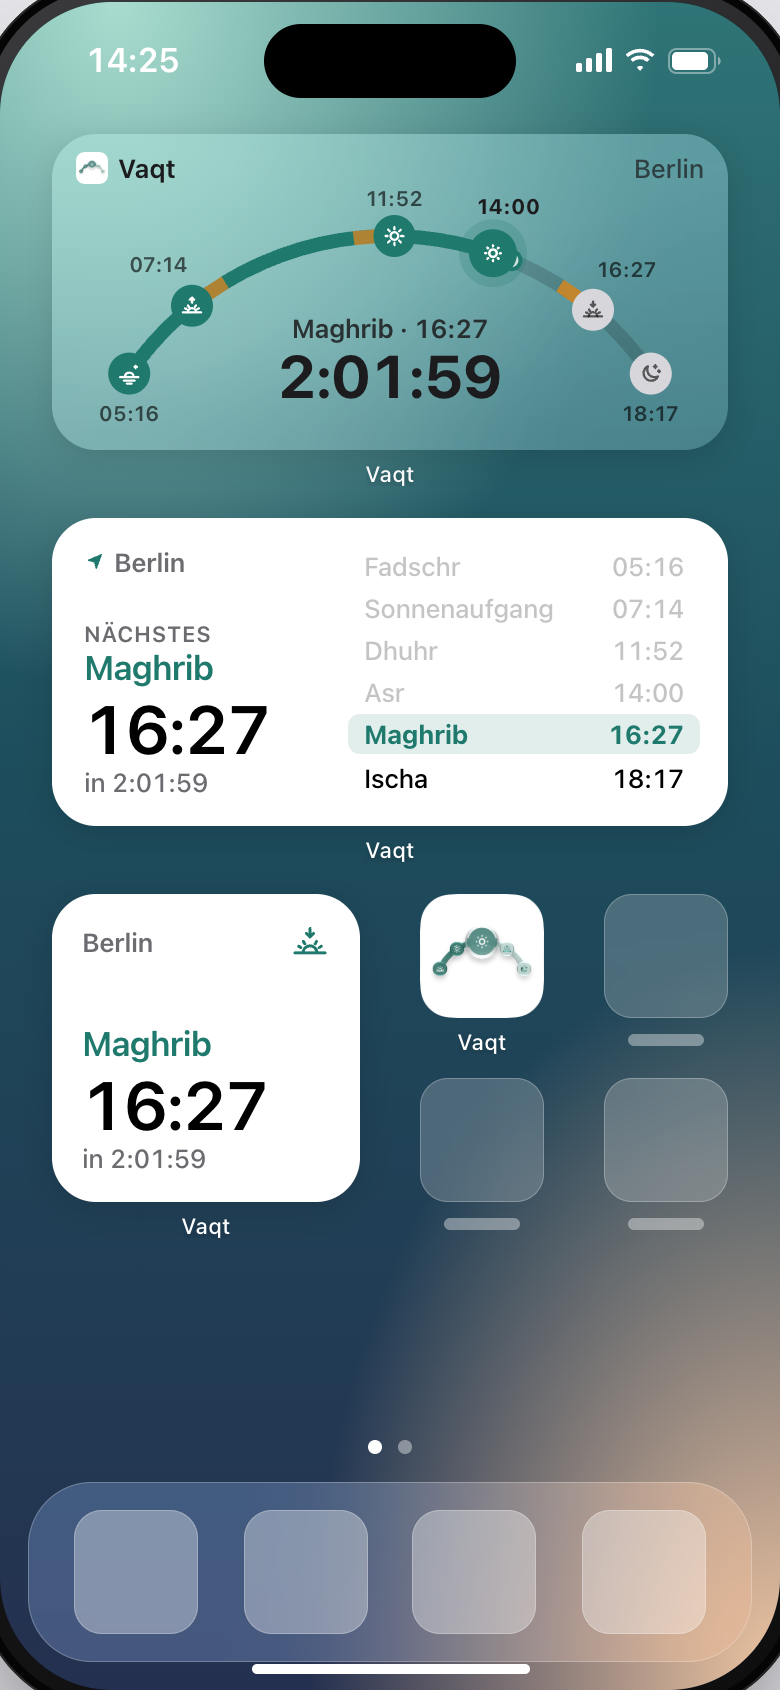 14:25
Vaqt
Berlin
11:52
14:00
07:14
16:27
Maghrib · 16:27
2:01:59
05:16
18:17
Vaqt
Berlin
NÄCHSTES
Maghrib
16:27
in 2:01:59
Fadschr 05:16
Sonnenaufgang 07:14
Dhuhr 11:52
Asr 14:00
Maghrib 16:27
Ischa 18:17
Vaqt
Berlin
Maghrib
16:27
in 2:01:59
Vaqt
Vaqt